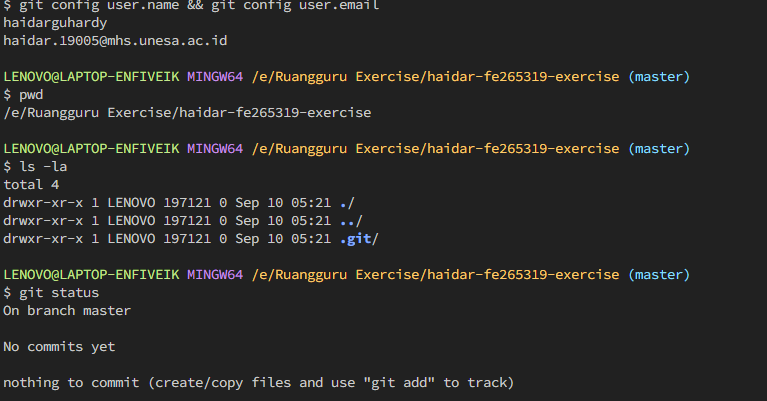 $ git config user.name && git config user.email
haidarguhardy
haidar.19005@mhs.unesa.ac.id
LENOVO@LAPTOP-ENFIVEIK MINGW64 /e/Ruangguru Exercise/haidar-fe265319-exercise (master)
$ pwd
/e/Ruangguru Exercise/haidar-fe265319-exercise
LENOVO@LAPTOP-ENFIVEIK MINGW64 /e/Ruangguru Exercise/haidar-fe265319-exercise (master)
$ ls -la
total 4
drwxr-xr-x 1 LENOVO 197121 0 Sep 10 05:21 ./
drwxr-xr-x 1 LENOVO 197121 0 Sep 10 05:21 ../
drwxr-xr-x 1 LENOVO 197121 0 Sep 10 05:21 .git/
LENOVO@LAPTOP-ENFIVEIK MINGW64 /e/Ruangguru Exercise/haidar-fe265319-exercise (master)
$ git status
On branch master
No commits yet
nothing to commit (create/copy files and use "git add" to track)